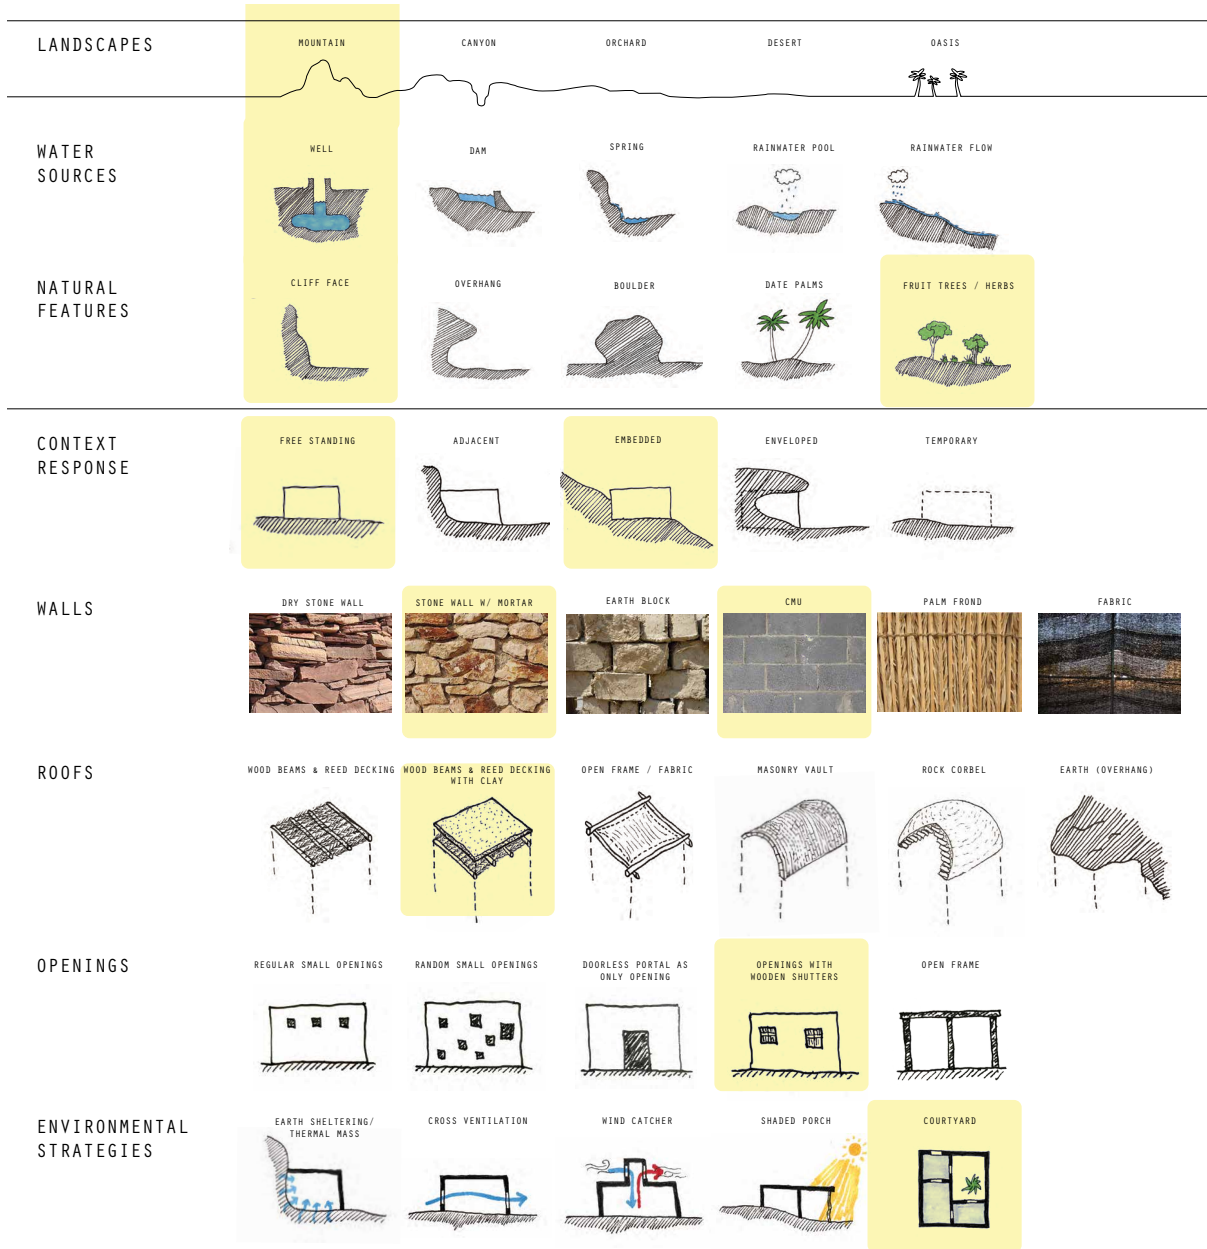 LANDSCAPES
MOUNTAIN
CANYON
ORCHARD
DESERT
OASIS
WATER
SOURCES
WELL
DAM
SPRING
RAINWATER POOL
RAINWATER FLOW
NATURAL
FEATURES
CLIFF FACE
OVERHANG
BOULDER
DATE PALMS
FRUIT TREES / HERBS
CONTEXT
RESPONSE
FREE STANDING
ADJACENT
EMBEDDED
ENVELOPED
TEMPORARY
WALLS
DRY STONE WALL
STONE WALL W/ MORTAR
EARTH BLOCK
CMU
PALM FROND
FABRIC
ROOFS
WOOD BEAMS & REED DECKING
WOOD BEAMS & REED DECKING
WITH CLAY
OPEN FRAME / FABRIC
MASONRY VAULT
ROCK CORBEL
EARTH (OVERHANG)
OPENINGS
REGULAR SMALL OPENINGS
RANDOM SMALL OPENINGS
DOORLESS PORTAL AS
ONLY OPENING
OPENINGS WITH
WOODEN SHUTTERS
OPEN FRAME
ENVIRONMENTAL
STRATEGIES
EARTH SHELTERING/
THERMAL MASS
CROSS VENTILATION
WIND CATCHER
SHADED PORCH
COURTYARD